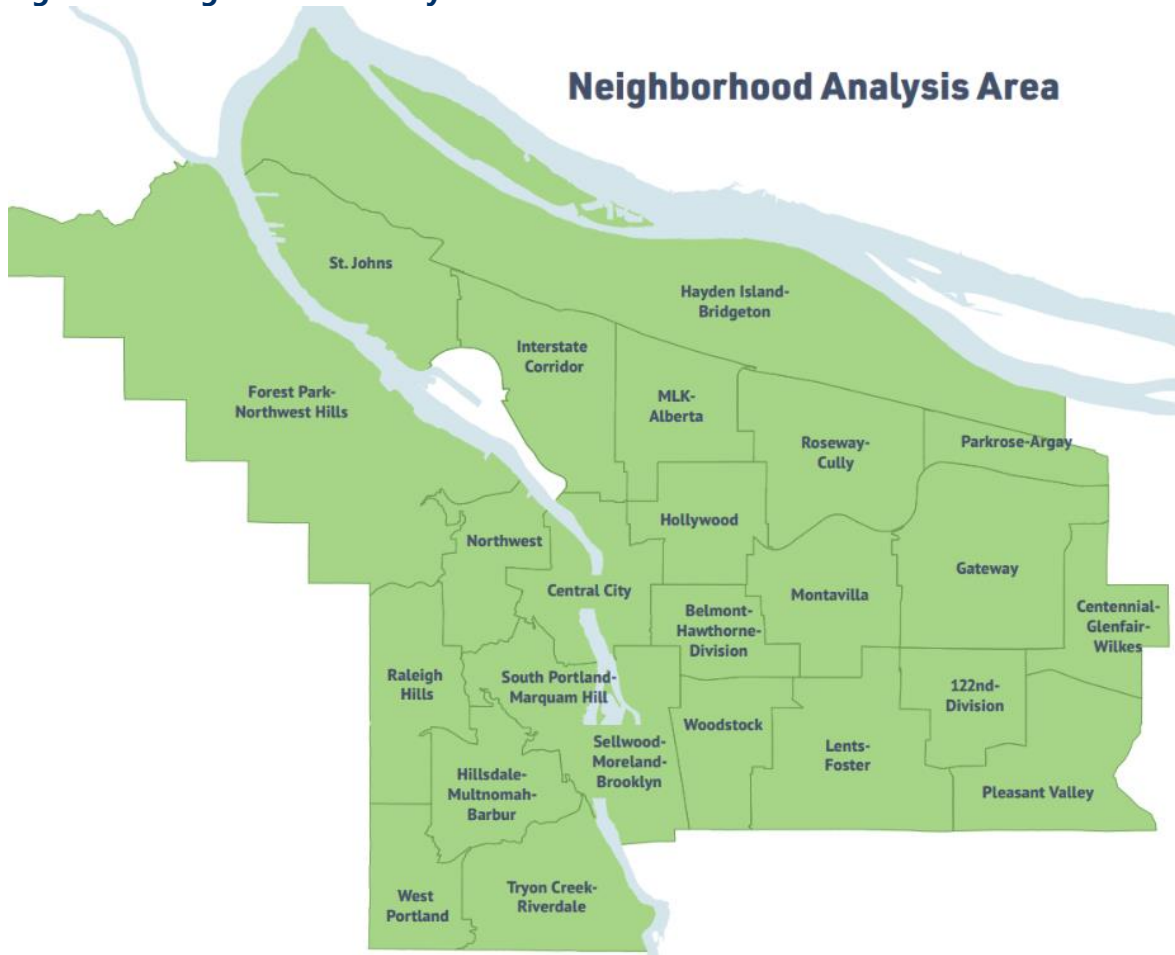 Neighborhood Analysis Area
St. Johns
Hayden Island-
Bridgeton
Interstate
Corridor
Forest Park-
Northwest Hills
MLK-
Alberta
Roseway-
Cully
Parkrose-Argay
Hollywood
Northwest
Gateway
Central City
Montavilla
Belmont-
Hawthorne-
Division
Centennial-
Glenfair-
Wilkes
Raleigh
Hills
South Portland-
Marquam Hill
122nd-
Division
Woodstock
Sellwood-
Moreland-
Brooklyn
Lents-
Foster
Hillsdale-
Multnomah-
Barbur
Pleasant Valley
West
Portland
Tryon Creek-
Riverdale